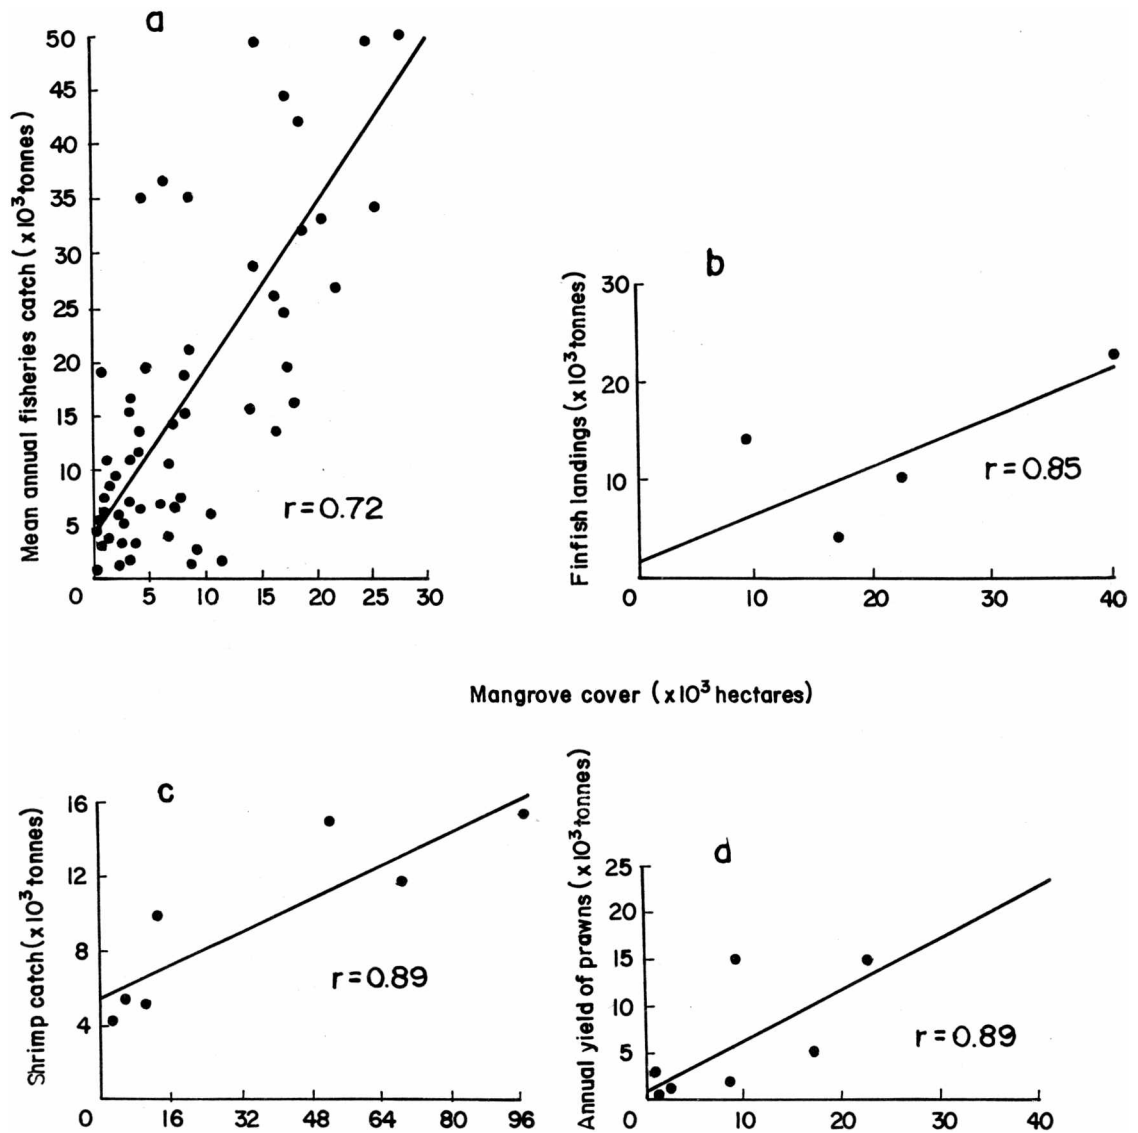 a
Mean annual fisheries catch (x10³ tonnes)
50
45
40
35
30
25
20
15
10
5
r=0.72
0 5 10 15 20 25 30
b
Finfish landings (x10³ tonnes)
30
20
10
r=0.85
0 10 20 30 40
Mangrove cover (x10³ hectares)
c
Shrimp catch (x10³ tonnes)
16
12
8
4
r=0.89
0 16 32 48 64 80 96
d
Annual yield of prawns (x10³ tonnes)
25
20
15
10
5
r=0.89
0 10 20 30 40